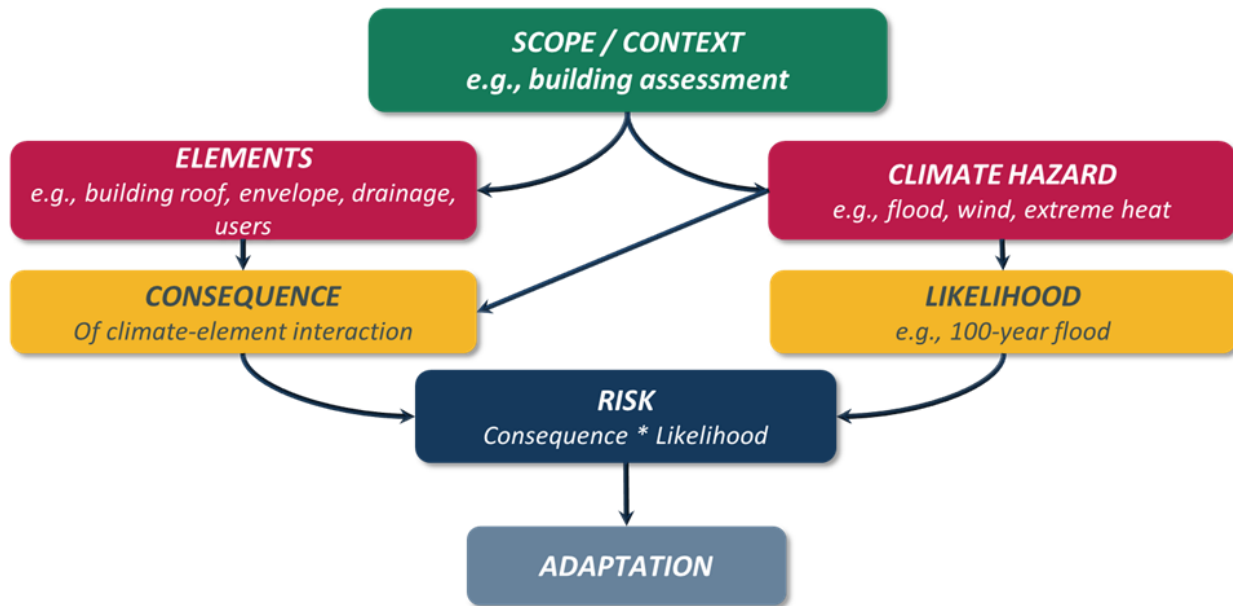 SCOPE / CONTEXT
e.g., building assessment
ELEMENTS
e.g., building roof, envelope, drainage,
users
CLIMATE HAZARD
e.g., flood, wind, extreme heat
CONSEQUENCE
Of climate-element interaction
LIKELIHOOD
e.g., 100-year flood
RISK
Consequence * Likelihood
ADAPTATION